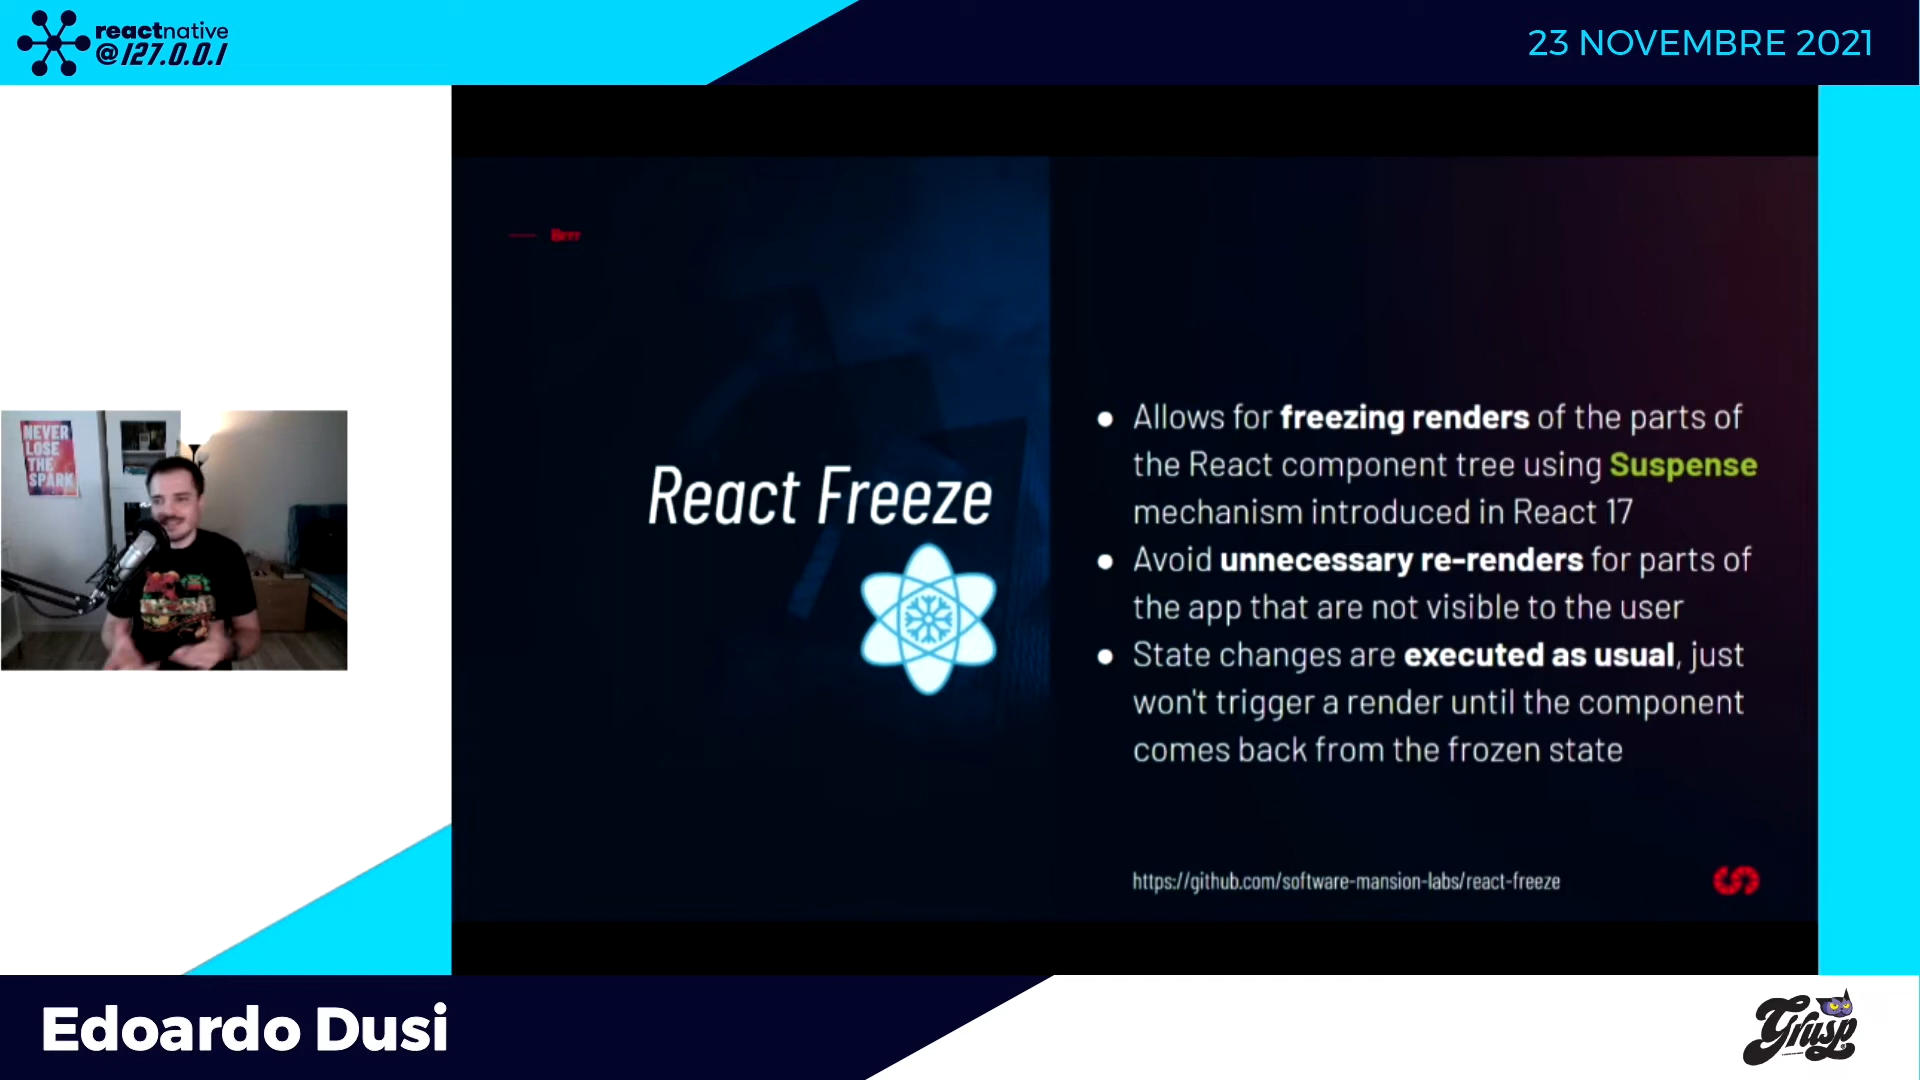 reactnative
@127.0.0.1
23 NOVEMBRE 2021
NEVER
LOSE
THE
SPARK
Brrr
React Freeze
● Allows for freezing renders of the parts of
the React component tree using Suspense
mechanism introduced in React 17
● Avoid unnecessary re-renders for parts of
the app that are not visible to the user
● State changes are executed as usual, just
won't trigger a render until the component
comes back from the frozen state
https://github.com/software-mansion-labs/react-freeze
Edoardo Dusi
Grusp